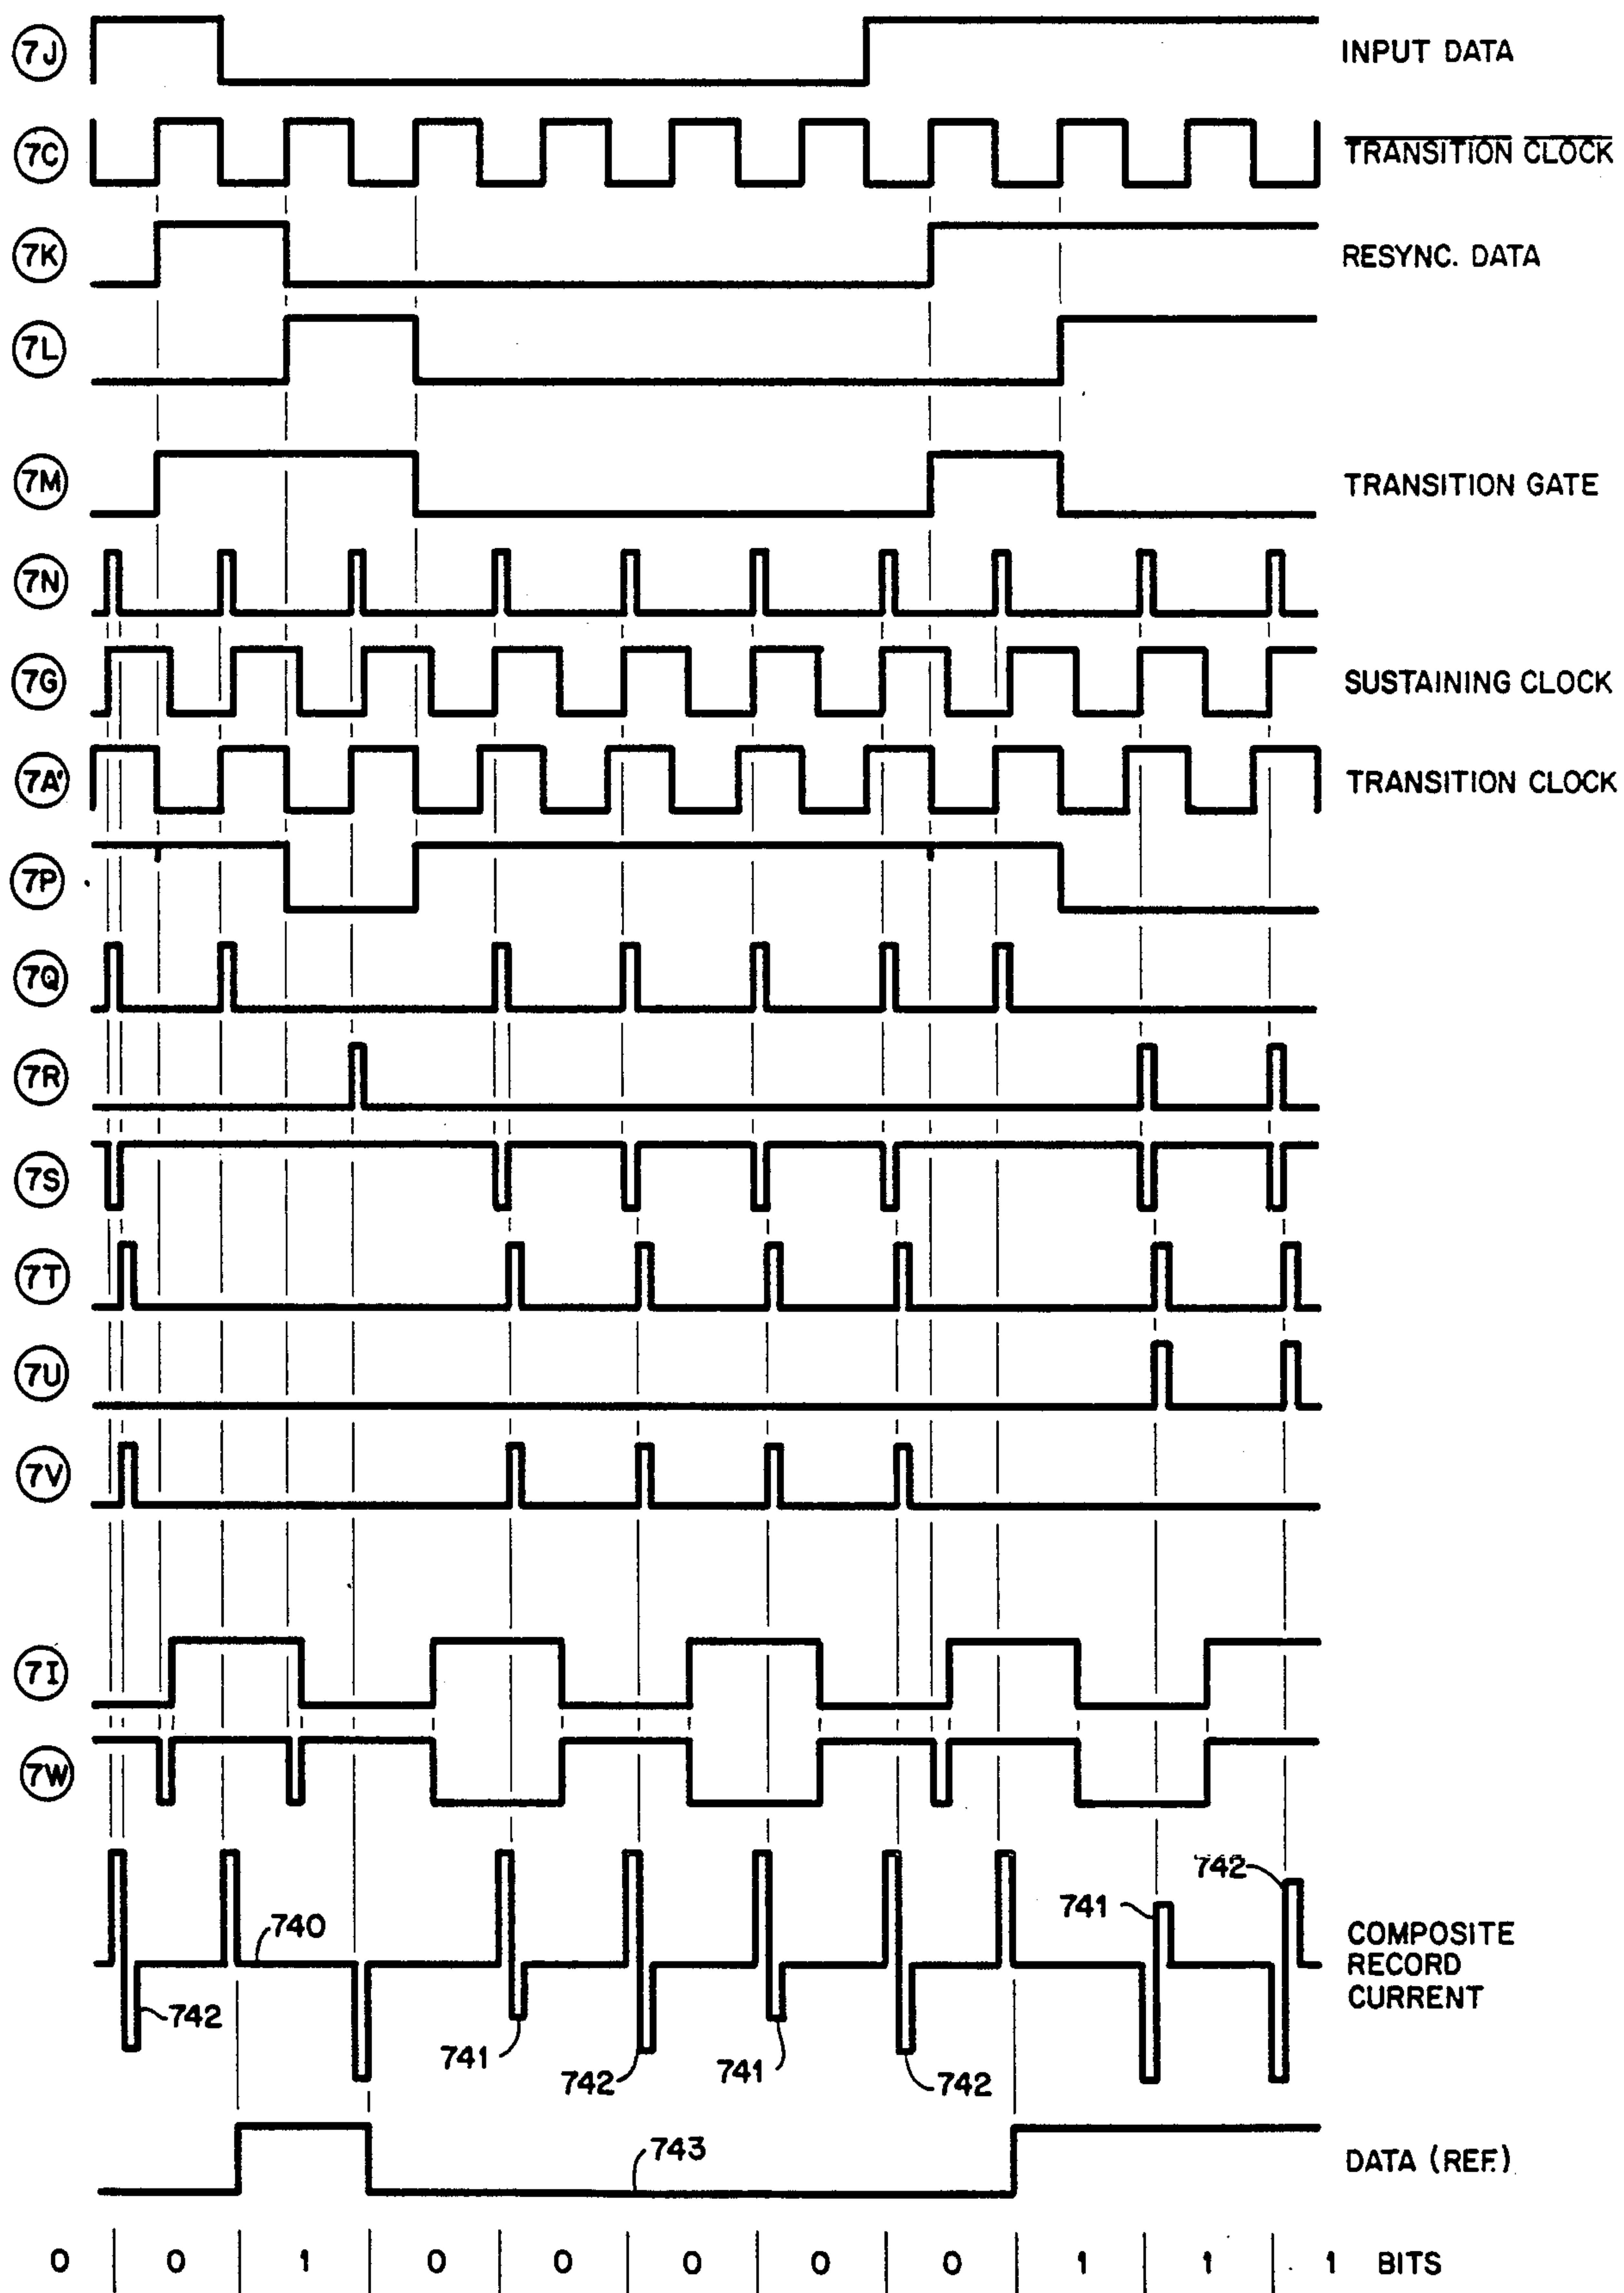 7J INPUT DATA
7C TRANSITION CLOCK
7K RESYNC. DATA
7L
7M TRANSITION GATE
7N
7G SUSTAINING CLOCK
7A' TRANSITION CLOCK
7P
7Q
7R
7S
7T
7U
7V
7I
7W
742
741
740
COMPOSITE
RECORD
CURRENT
742
741
742
741
742
743
DATA (REF.)
0 0 1 0 0 0 0 0 1 1 1 BITS